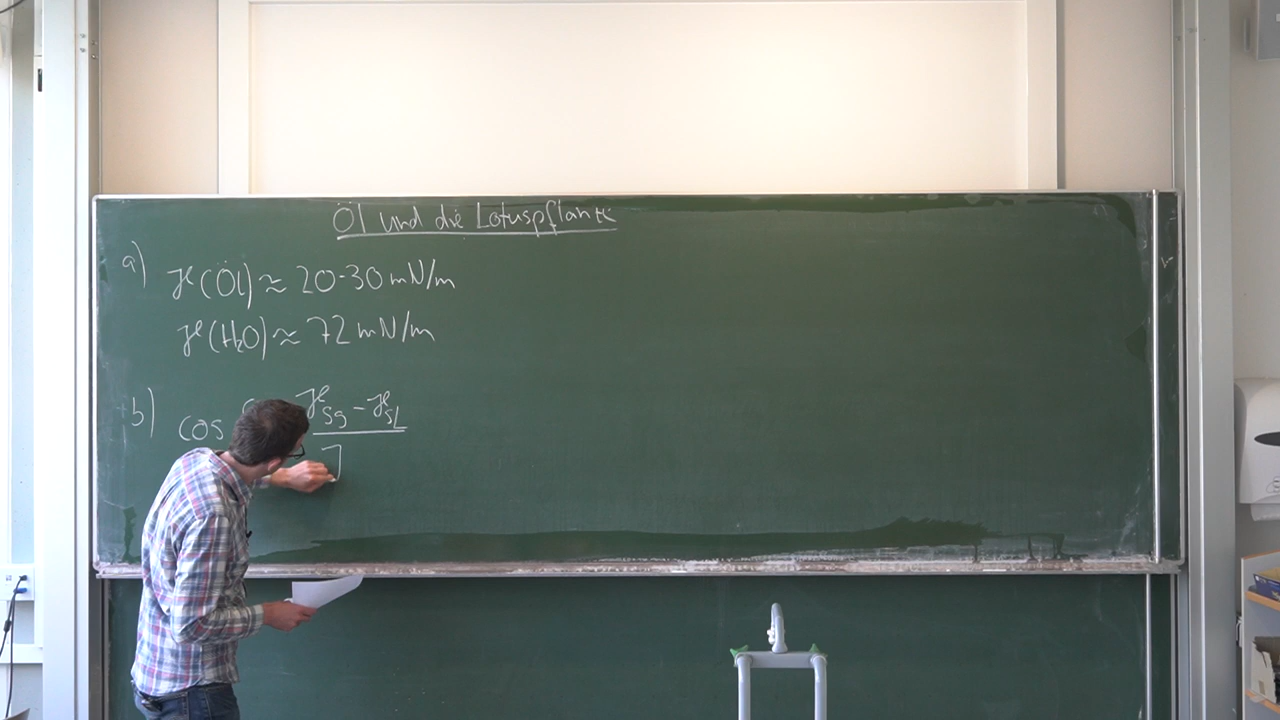 Öl und die Lotuspflanze
a)
γ(Öl) ≈ 20-30 mN/m
γ(H2O) ≈ 72 mN/m
b)
cos
γsg - γsL